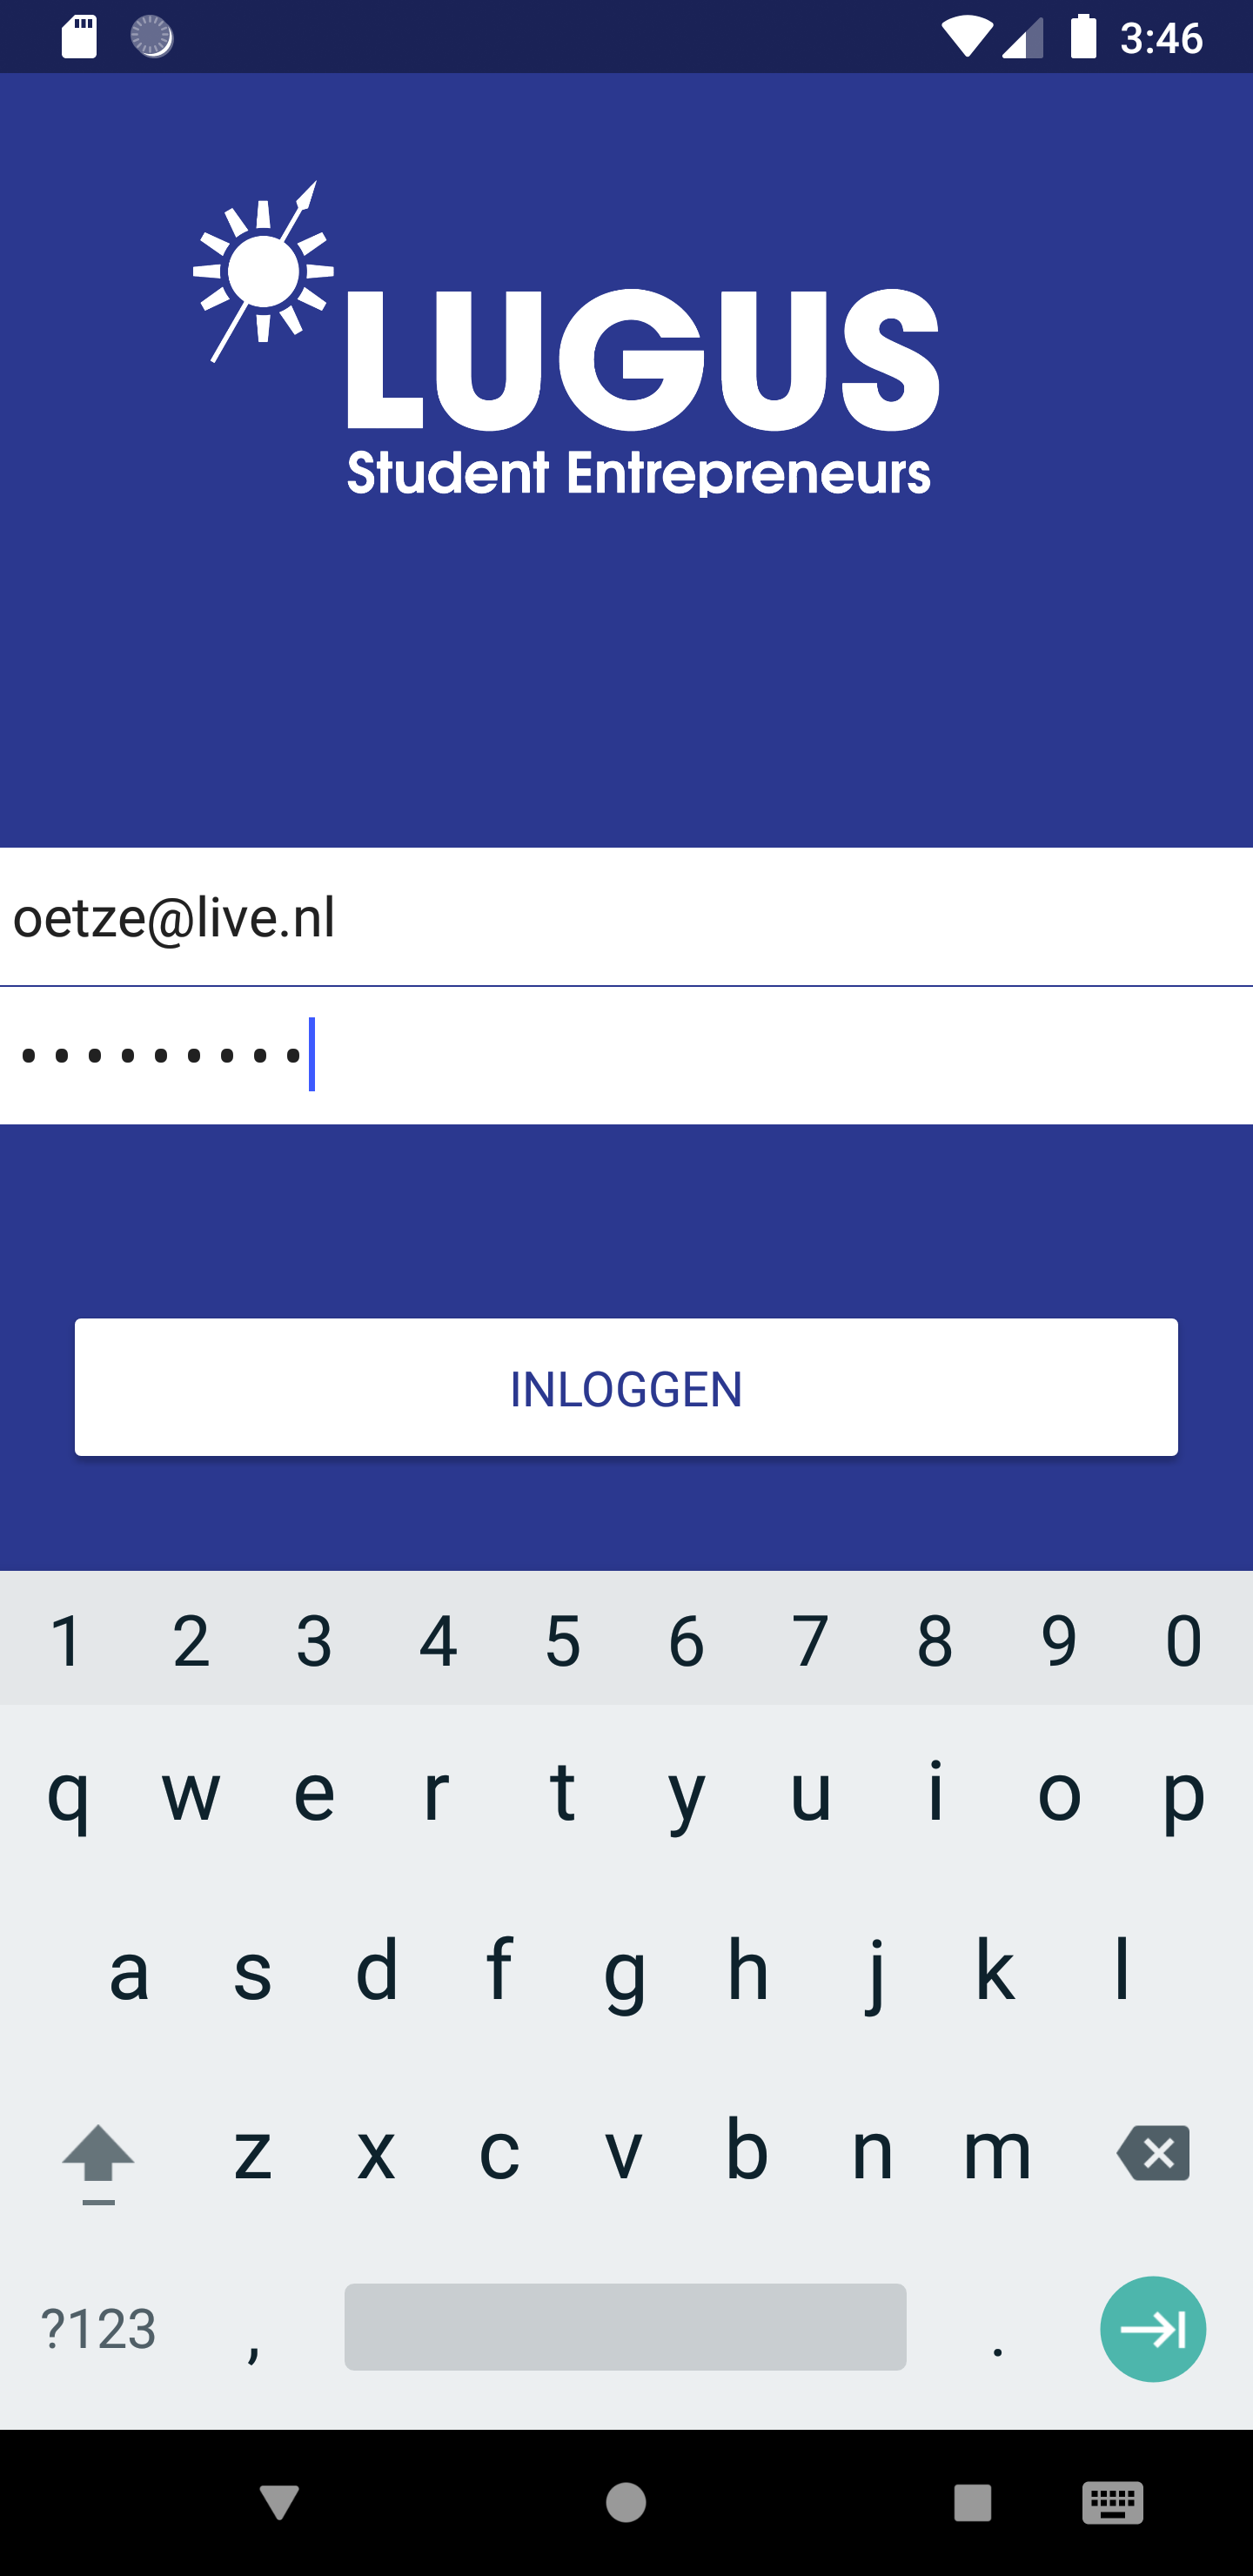 3:46
LUGUS
Student Entrepreneurs
oetze@live.nl
•••••••••
INLOGGEN
1 2 3 4 5 6 7 8 9 0
q w e r t y u i o p
a s d f g h j k l
z x c v b n m
?123 , .